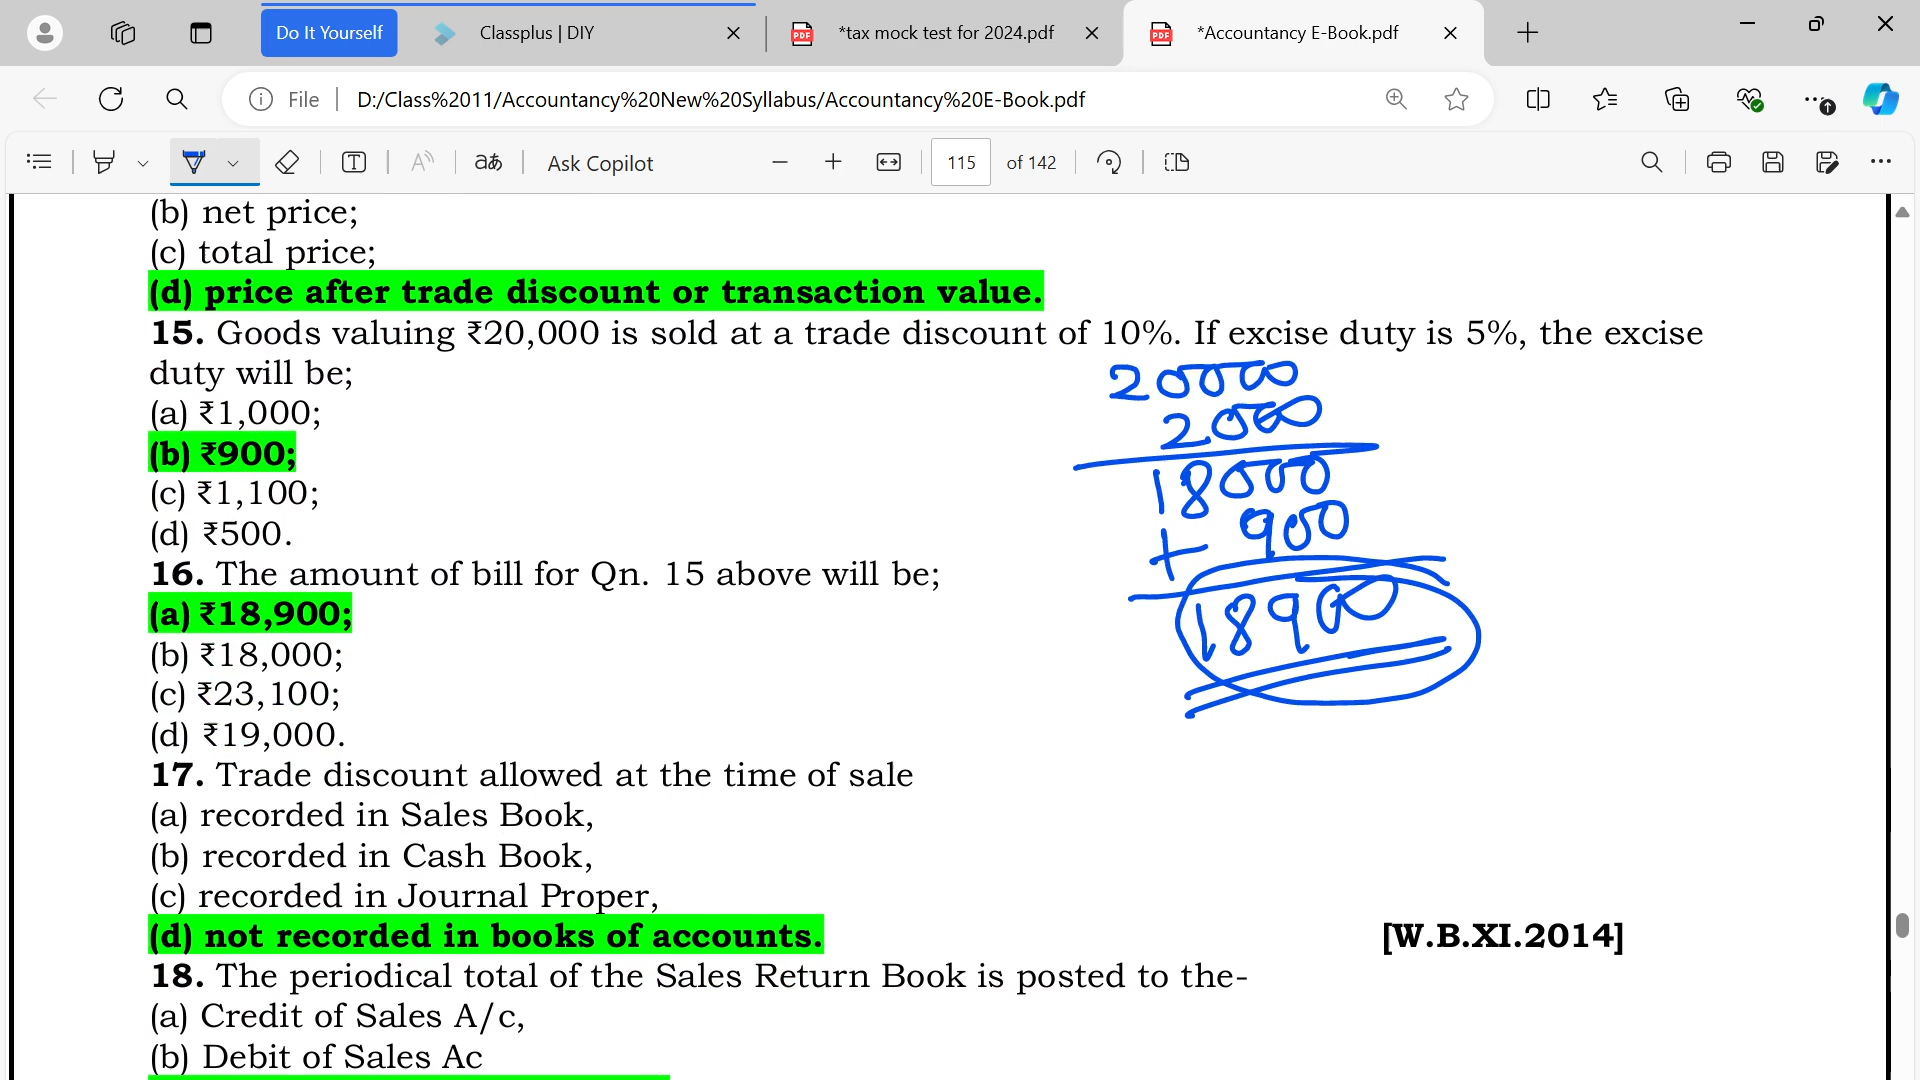 Do It Yourself
Classplus | DIY
*tax mock test for 2024.pdf
*Accountancy E-Book.pdf
File
D:/Class%2011/Accountancy%20New%20Syllabus/Accountancy%20E-Book.pdf
Ask Copilot
115 of 142
(b) net price;
(c) total price;
(d) price after trade discount or transaction value.
15. Goods valuing ₹20,000 is sold at a trade discount of 10%. If excise duty is 5%, the excise
duty will be;
20000
(a) ₹1,000;
2000
(b) ₹900;
18000
(c) ₹1,100;
+ 900
(d) ₹500.
16. The amount of bill for Qn. 15 above will be;
18900
(a) ₹18,900;
(b) ₹18,000;
(c) ₹23,100;
(d) ₹19,000.
17. Trade discount allowed at the time of sale
(a) recorded in Sales Book,
(b) recorded in Cash Book,
(c) recorded in Journal Proper,
(d) not recorded in books of accounts. [W.B.XI.2014]
18. The periodical total of the Sales Return Book is posted to the-
(a) Credit of Sales A/c,
(b) Debit of Sales Ac